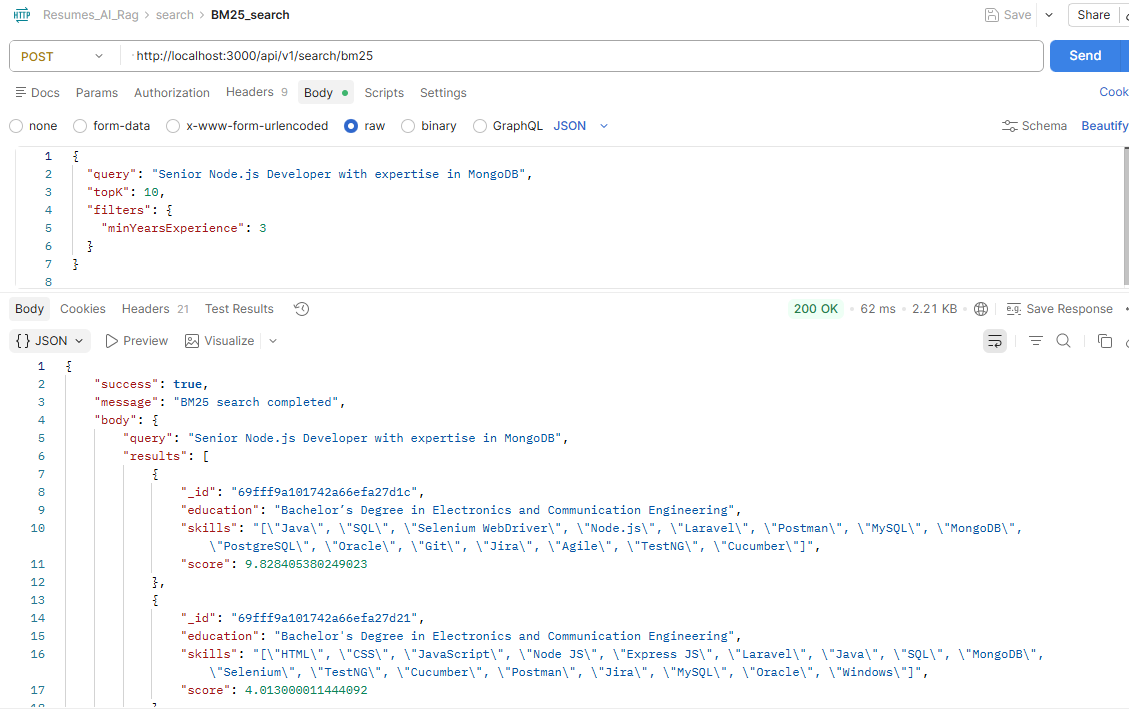 HTTP Resumes_AI_Rag > search > BM25_search Save Share
POST http://localhost:3000/api/v1/search/bm25 Send
Docs Params Authorization Headers 9 Body Scripts Settings Cook
none form-data x-www-form-urlencoded raw binary GraphQL JSON Schema Beautify
1 {
2 "query": "Senior Node.js Developer with expertise in MongoDB",
3 "topK": 10,
4 "filters": {
5 "minYearsExperience": 3
6 }
7 }
8
Body Cookies Headers 21 Test Results 200 OK • 62 ms • 2.21 KB • e.g. Save Response
{} JSON Preview Visualize
1 {
2 "success": true,
3 "message": "BM25 search completed",
4 "body": {
5 "query": "Senior Node.js Developer with expertise in MongoDB",
6 "results": [
7 {
8 "_id": "69fff9a101742a66efa27d1c",
9 "education": "Bachelor’s Degree in Electronics and Communication Engineering",
10 "skills": "[\"Java\", \"SQL\", \"Selenium WebDriver\", \"Node.js\", \"Laravel\", \"Postman\", \"MySQL\", \"MongoDB\",
\"PostgreSQL\", \"Oracle\", \"Git\", \"Jira\", \"Agile\", \"TestNG\", \"Cucumber\"]",
11 "score": 9.828405380249023
12 },
13 {
14 "_id": "69fff9a101742a66efa27d21",
15 "education": "Bachelor's Degree in Electronics and Communication Engineering",
16 "skills": "[\"HTML\", \"CSS\", \"JavaScript\", \"Node JS\", \"Express JS\", \"Laravel\", \"Java\", \"SQL\", \"MongoDB\",
\"Selenium\", \"TestNG\", \"Cucumber\", \"Postman\", \"Jira\", \"MySQL\", \"Oracle\", \"Windows\"]",
17 "score": 4.013000011444092